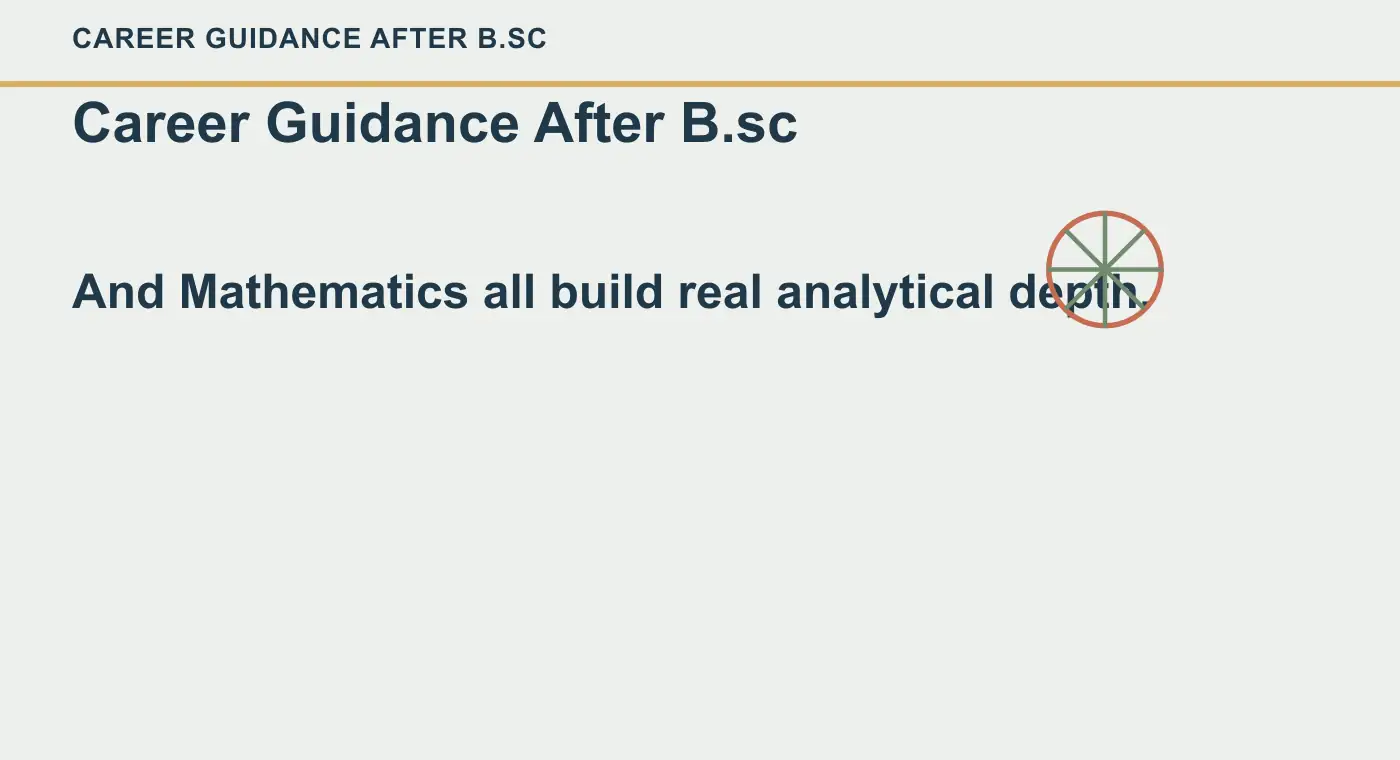 CAREER GUIDANCE AFTER B.SC
Career Guidance After B.sc
And Mathematics all build real analytical depth.